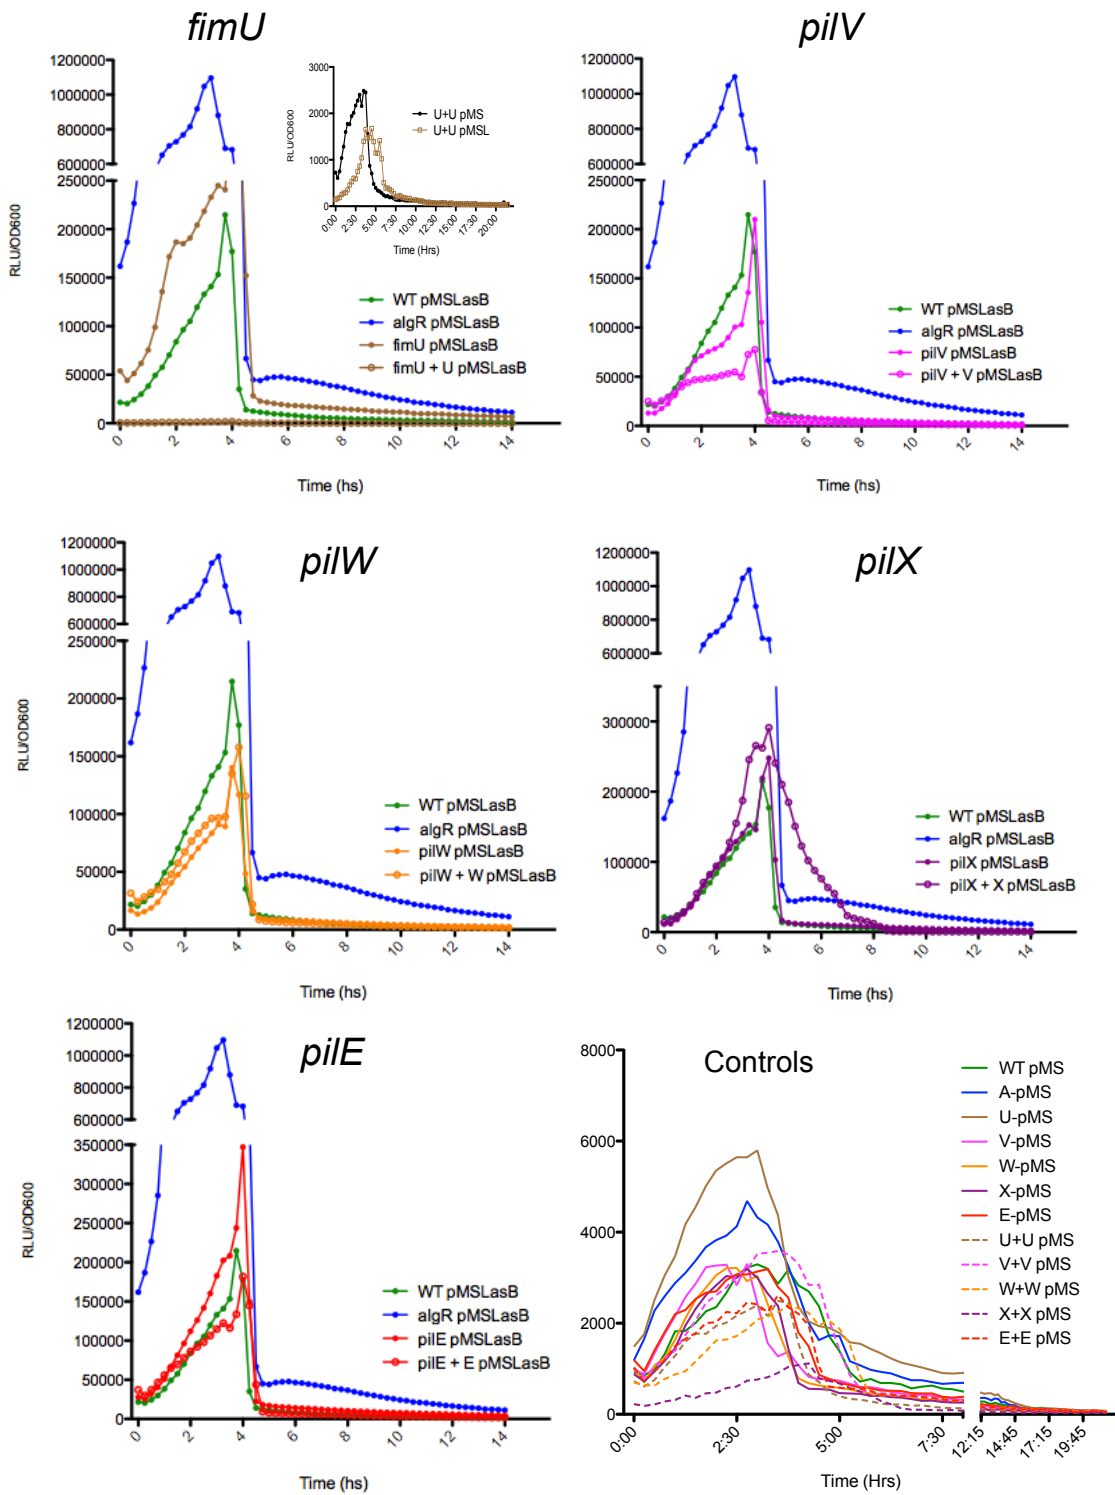 fimU
1200000
1000000
800000
600000
250000
200000
150000
100000
50000
0
RLU/OD600
0
2
4
6
8
10
12
14
Time (hs)
WT pMSLasB
algR pMSLasB
fimU pMSLasB
fimU + U pMSLasB
3000
2000
1000
0
RLU/OD600
U+U pMS
U+U pMSL
0:00
2:30
5:00
7:30
10:00
12:30
15:00
17:30
20:00
Time (Hrs)
pilV
1200000
1000000
800000
600000
250000
200000
150000
100000
50000
0
0
2
4
6
8
10
12
14
Time (hs)
WT pMSLasB
algR pMSLasB
pilV pMSLasB
pilV + V pMSLasB
pilW
1200000
1000000
800000
600000
250000
200000
150000
100000
50000
0
RLU/OD600
0
2
4
6
8
10
12
14
Time (hs)
WT pMSLasB
algR pMSLasB
pilW pMSLasB
pilW + W pMSLasB
pilX
1200000
1000000
800000
600000
300000
200000
100000
0
0
2
4
6
8
10
12
14
Time (hs)
WT pMSLasB
algR pMSLasB
pilX pMSLasB
pilX + X pMSLasB
pilE
1200000
1000000
800000
600000
350000
300000
250000
200000
150000
100000
50000
0
RLU/OD600
0
2
4
6
8
10
12
14
Time (hs)
WT pMSLasB
algR pMSLasB
pilE pMSLasB
pilE + E pMSLasB
Controls
8000
6000
4000
2000
0
0:00
2:30
5:00
7:30
12:15
14:45
17:15
19:45
Time (Hrs)
WT pMS
A-pMS
U-pMS
V-pMS
W-pMS
X-pMS
E-pMS
U+U pMS
V+V pMS
W+W pMS
X+X pMS
E+E pMS